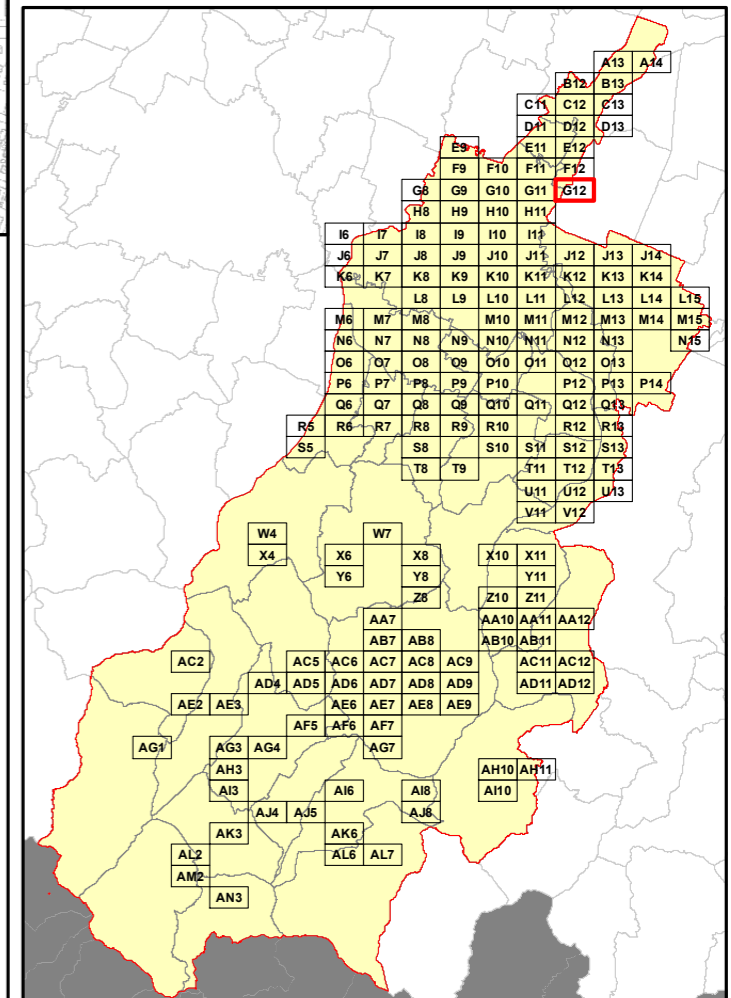 A13 A14
B12 B13
C11 C12 C13
D11 D12 D13
E9 E11 E12
F9 F10 F11 F12
G8 G9 G10 G11 G12
H8 H9 H10 H11
I6 I7 I8 I9 I10 I11
J6 J7 J8 J9 J10 J11 J12 J13 J14
K6 K7 K8 K9 K10 K11 K12 K13 K14
L8 L9 L10 L11 L12 L13 L14 L15
M6 M7 M8 M10 M11 M12 M13 M14 M15
N6 N7 N8 N9 N10 N11 N12 N13 N15
O6 O7 O8 O9 O10 O11 O12 O13
P6 P7 P8 P9 P10 P12 P13 P14
Q6 Q7 Q8 Q9 Q10 Q11 Q12 Q13
R5 R6 R7 R8 R9 R10 R12 R13
S5 S8 S10 S11 S12 S13
T8 T9 T11 T12 T13
U11 U12 U13
V11 V12
W4 W7
X4 X6 X8 X10 X11
Y6 Y8 Y11
Z8 Z10 Z11
AA7 AA10 AA11 AA12
AB7 AB8 AB10 AB11
AC2 AC5 AC6 AC7 AC8 AC9 AC11 AC12
AD4 AD5 AD6 AD7 AD8 AD9 AD11 AD12
AE2 AE3 AE6 AE7 AE8 AE9
AF5 AF6 AF7
AG1 AG3 AG4 AG7
AH3 AH10 AH11
AI3 AI6 AI8 AI10
AJ4 AJ5 AJ8
AK3 AK6
AL2 AL6 AL7
AM2
AN3